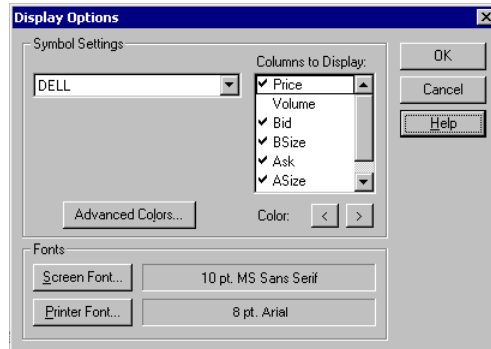 Display Options
Symbol Settings
DELL
Columns to Display:
Price
Volume
Bid
BSize
Ask
ASize
Advanced Colors...
Color:
<
>
OK
Cancel
Help
Fonts
Screen Font...
10 pt. MS Sans Serif
Printer Font...
8 pt. Arial